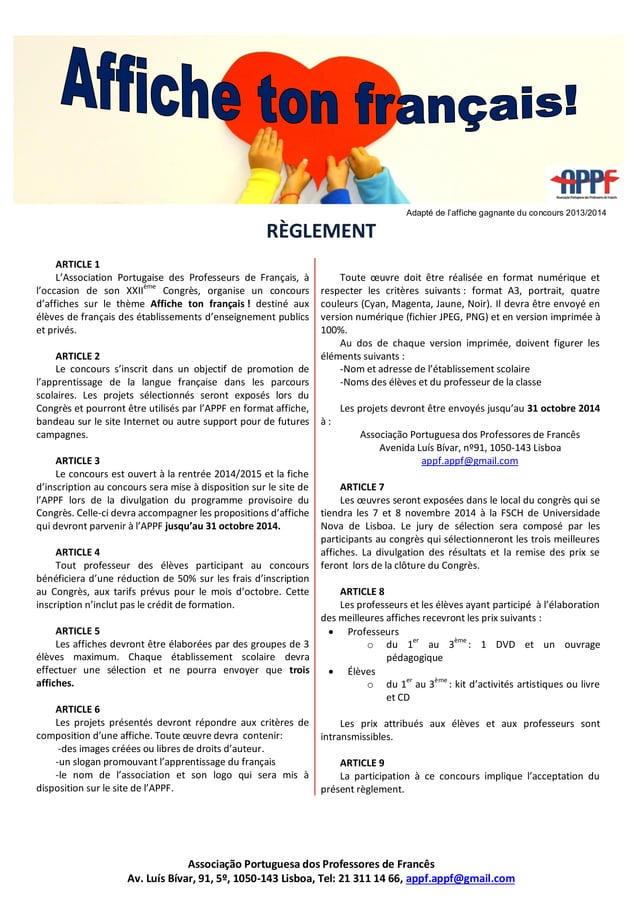 Affiche ton français!
APPF
Associação Portuguesa dos Professores de Francês
Adapté de l'affiche gagnante du concours 2013/2014
RÈGLEMENT
ARTICLE 1
L'Association Portugaise des Professeurs de Français, à
l'occasion de son XXIIème Congrès, organise un concours
d'affiches sur le thème Affiche ton français ! destiné aux
élèves de français des établissements d'enseignement publics
et privés.
ARTICLE 2
Le concours s'inscrit dans un objectif de promotion de
l'apprentissage de la langue française dans les parcours
scolaires. Les projets sélectionnés seront exposés lors du
Congrès et pourront être utilisés par l'APPF en format affiche,
bandeau sur le site Internet ou autre support pour de futures
campagnes.
ARTICLE 3
Le concours est ouvert à la rentrée 2014/2015 et la fiche
d'inscription au concours sera mise à disposition sur le site de
l'APPF lors de la divulgation du programme provisoire du
Congrès. Celle-ci devra accompagner les propositions d'affiche
qui devront parvenir à l'APPF jusqu'au 31 octobre 2014.
ARTICLE 4
Tout professeur des élèves participant au concours
bénéficiera d'une réduction de 50% sur les frais d'inscription
au Congrès, aux tarifs prévus pour le mois d'octobre. Cette
inscription n'inclut pas le crédit de formation.
ARTICLE 5
Les affiches devront être élaborées par des groupes de 3
élèves maximum. Chaque établissement scolaire devra
effectuer une sélection et ne pourra envoyer que trois
affiches.
ARTICLE 6
Les projets présentés devront répondre aux critères de
composition d'une affiche. Toute œuvre devra contenir:
-des images créées ou libres de droits d'auteur.
-un slogan promouvant l'apprentissage du français
-le nom de l'association et son logo qui sera mis à
disposition sur le site de l'APPF.
Toute œuvre doit être réalisée en format numérique et
respecter les critères suivants : format A3, portrait, quatre
couleurs (Cyan, Magenta, Jaune, Noir). Il devra être envoyé en
version numérique (fichier JPEG, PNG) et en version imprimée à
100%.
Au dos de chaque version imprimée, doivent figurer les
éléments suivants :
-Nom et adresse de l'établissement scolaire
-Noms des élèves et du professeur de la classe
Les projets devront être envoyés jusqu'au 31 octobre 2014
à :
Associação Portuguesa dos Professores de Francês
Avenida Luís Bívar, nº91, 1050-143 Lisboa
appf.appf@gmail.com
ARTICLE 7
Les œuvres seront exposées dans le local du congrès qui se
tiendra les 7 et 8 novembre 2014 à la FSCH de Universidade
Nova de Lisboa. Le jury de sélection sera composé par les
participants au congrès qui sélectionneront les trois meilleures
affiches. La divulgation des résultats et la remise des prix se
feront lors de la clôture du Congrès.
ARTICLE 8
Les professeurs et les élèves ayant participé à l'élaboration
des meilleures affiches recevront les prix suivants :
• Professeurs
o du 1er au 3ème : 1 DVD et un ouvrage
pédagogique
• Élèves
o du 1er au 3ème : kit d'activités artistiques ou livre
et CD
Les prix attribués aux élèves et aux professeurs sont
intransmissibles.
ARTICLE 9
La participation à ce concours implique l'acceptation du
présent règlement.
Associação Portuguesa dos Professores de Francês
Av. Luís Bívar, 91, 5º, 1050-143 Lisboa, Tel: 21 311 14 66, appf.appf@gmail.com